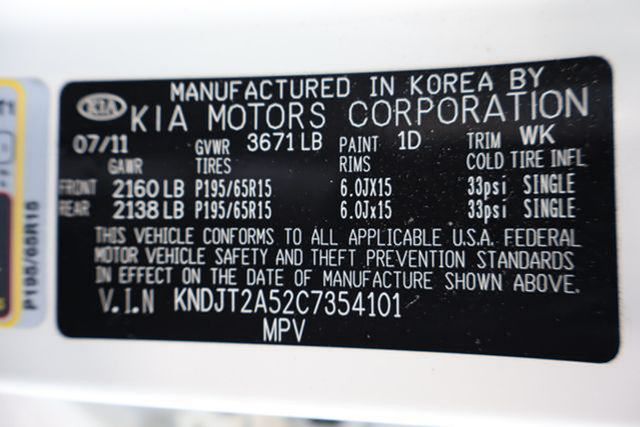 MANUFACTURED IN KOREA BY
KIA KIA MOTORS CORPORATION
07/11 GVWR 3671 LB PAINT 1D TRIM WK
GAWR TIRES RIMS COLD TIRE INFL
FRONT 2160 LB P195/65R15 6.0JX15 33psi SINGLE
REAR 2138 LB P195/65R15 6.0Jx15 33psi SINGLE
THIS VEHICLE CONFORMS TO ALL APPLICABLE U.S.A. FEDERAL
MOTOR VEHICLE SAFETY AND THEFT PREVENTION STANDARDS
IN EFFECT ON THE DATE OF MANUFACTURE SHOWN ABOVE.
V.I.N KNDJT2A52C7354101
MPV
P195/65R15